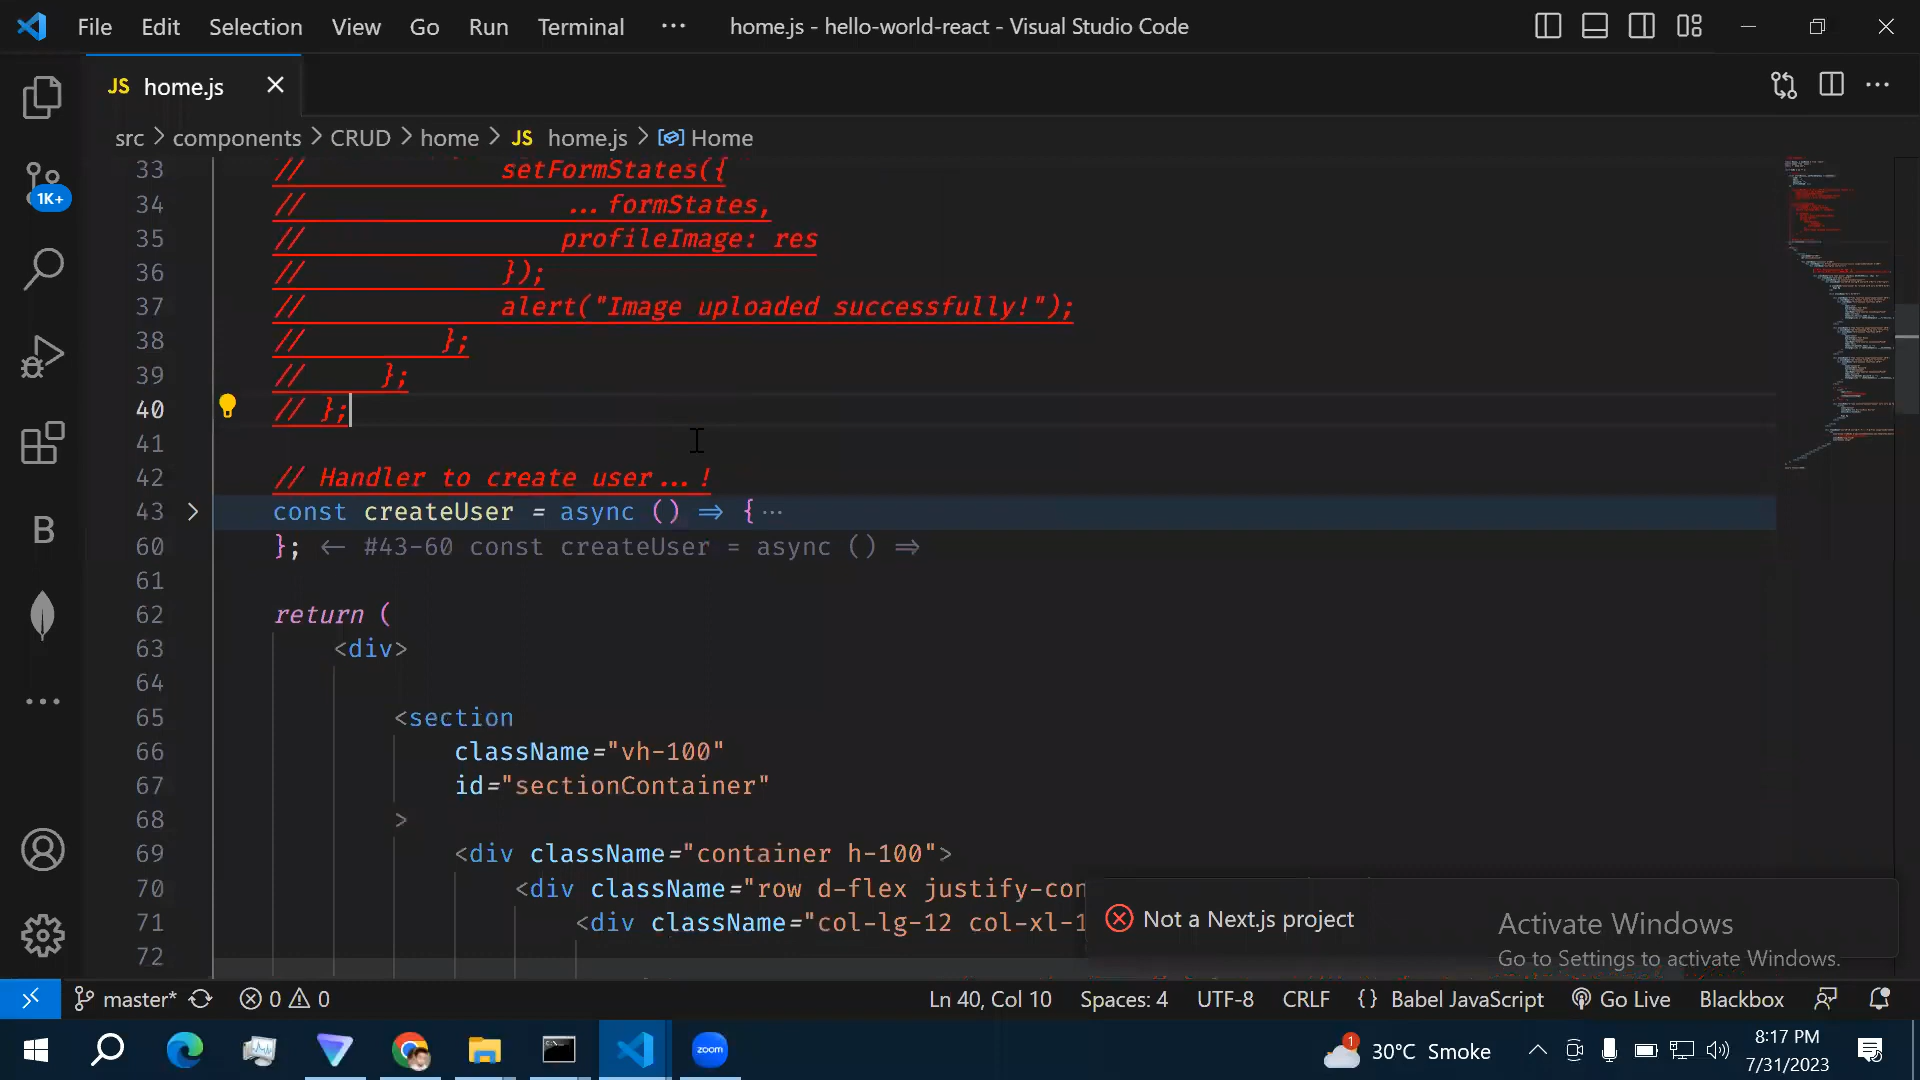 File Edit Selection View Go Run Terminal ··· home.js - hello-world-react - Visual Studio Code
JS home.js
src > components > CRUD > home > JS home.js > Home
33 // setFormStates({
34 // ...formStates,
35 // profileImage: res
36 // });
37 // alert("Image uploaded successfully!");
38 // };
39 // };
40 // };
41
42 // Handler to create user...!
43 const createUser = async () => {···
60 }; <- #43-60 const createUser = async () =>
61
62 return (
63 <div>
64
65 <section
66 className="vh-100"
67 id="sectionContainer"
68 >
69 <div className="container h-100">
70 <div className="row d-flex justify-con
71 <div className="col-lg-12 col-xl-1
72
1K+
B
Not a Next.js project
Activate Windows
Go to Settings to activate Windows.
master* 0 0 Ln 40, Col 10 Spaces: 4 UTF-8 CRLF {} Babel JavaScript Go Live Blackbox
zoom 1 30°C Smoke 8:17 PM
7/31/2023